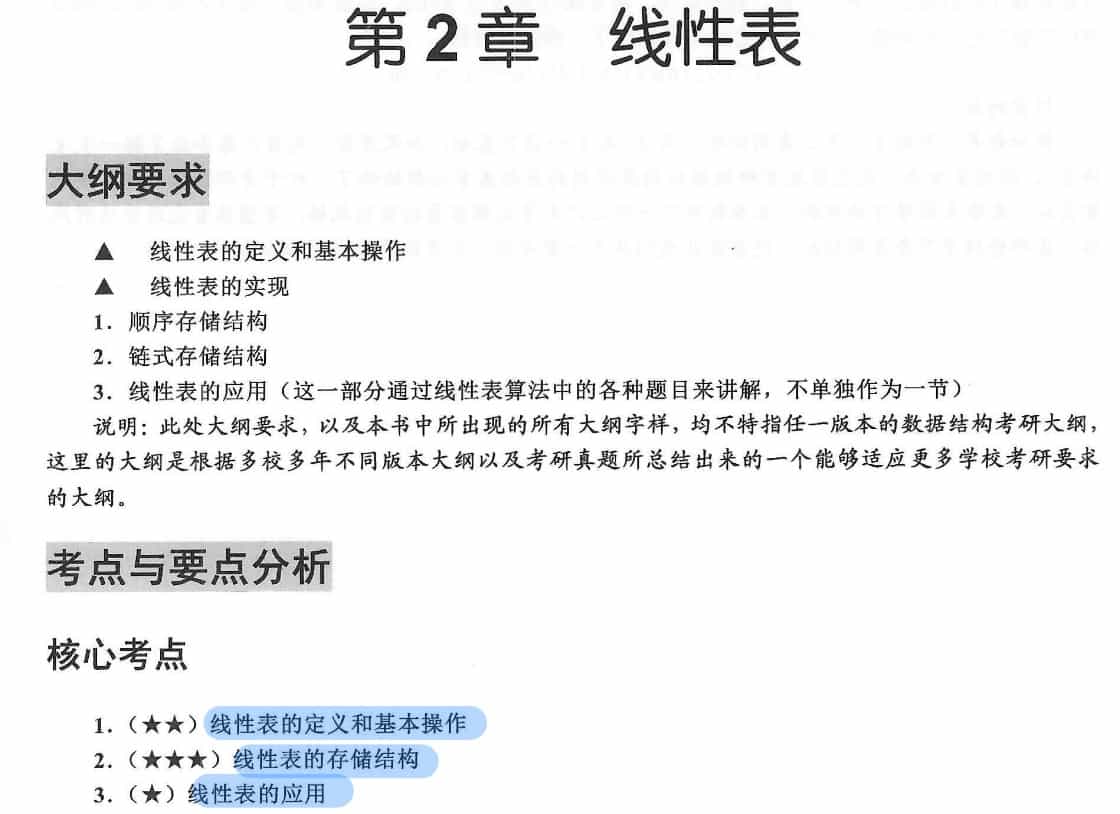 第 2 章 线性表
大纲要求
▲ 线性表的定义和基本操作
▲ 线性表的实现
1．顺序存储结构
2．链式存储结构
3．线性表的应用（这一部分通过线性表算法中的各种题目来讲解，不单独作为一节）
说明：此处大纲要求，以及本书中所出现的所有大纲字样，均不特指任一版本的数据结构考研大纲，
这里的大纲是根据多校多年不同版本大纲以及考研真题所总结出来的一个能够适应更多学校考研要求
的大纲。
考点与要点分析
核心考点
1．（★★）线性表的定义和基本操作
2．（★★★）线性表的存储结构
3．（★）线性表的应用